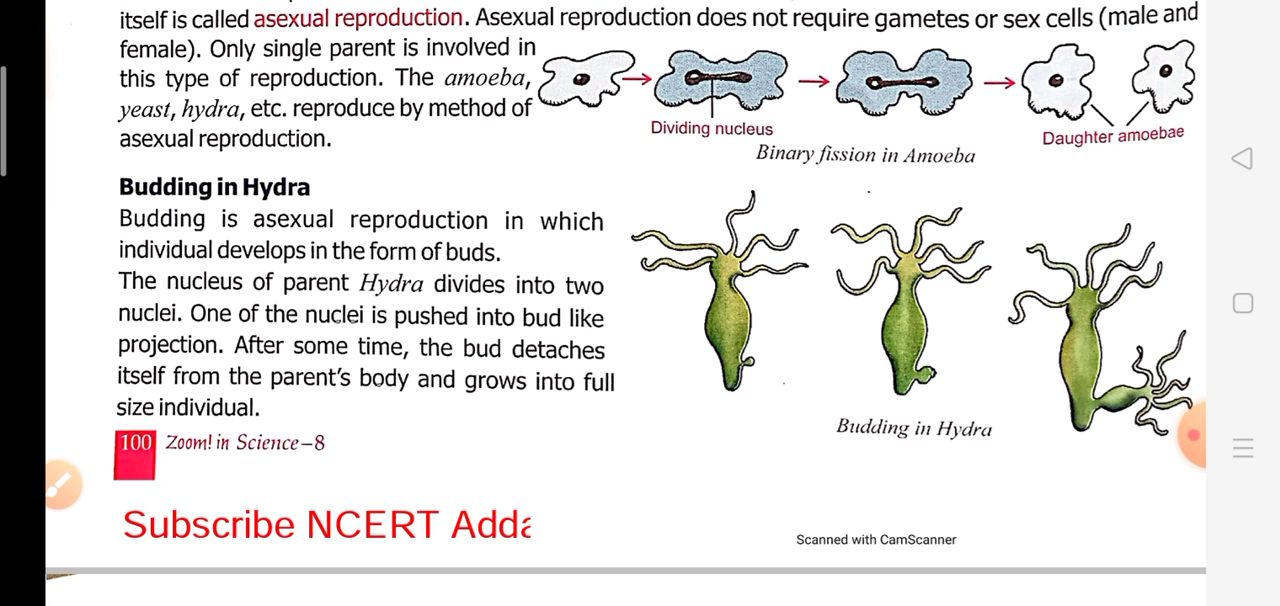 itself is called asexual reproduction. Asexual reproduction does not require gametes or sex cells (male and
female). Only single parent is involved in
this type of reproduction. The amoeba,
yeast, hydra, etc. reproduce by method of
asexual reproduction.
Dividing nucleus
Daughter amoebae
Binary fission in Amoeba
Budding in Hydra
Budding is asexual reproduction in which
individual develops in the form of buds.
The nucleus of parent Hydra divides into two
nuclei. One of the nuclei is pushed into bud like
projection. After some time, the bud detaches
itself from the parent's body and grows into full
size individual.
Budding in Hydra
100 Zoom! in Science–8
Subscribe NCERT Adda
Scanned with CamScanner